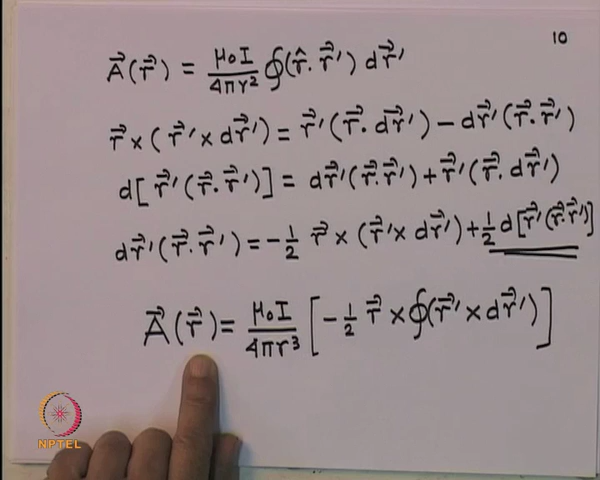 10
A⃗(r⃗) = μ₀I/4πr² ∮(r̂·r⃗′) dr⃗′
r⃗ × (r⃗′ × dr⃗′) = r⃗′(r⃗·dr⃗′) − dr⃗′(r⃗·r⃗′)
d[r⃗′(r⃗·r⃗′)] = dr⃗′(r⃗·r⃗′) + r⃗′(r⃗·dr⃗′)
dr⃗′(r⃗·r⃗′) = −½ r⃗ × (r⃗′ × dr⃗′) + ½ d[r⃗′(r⃗·r⃗′)]
A⃗(r⃗) = μ₀I/4πr³ [−½ r⃗ × ∮(r⃗′ × dr⃗′)]
NPTEL